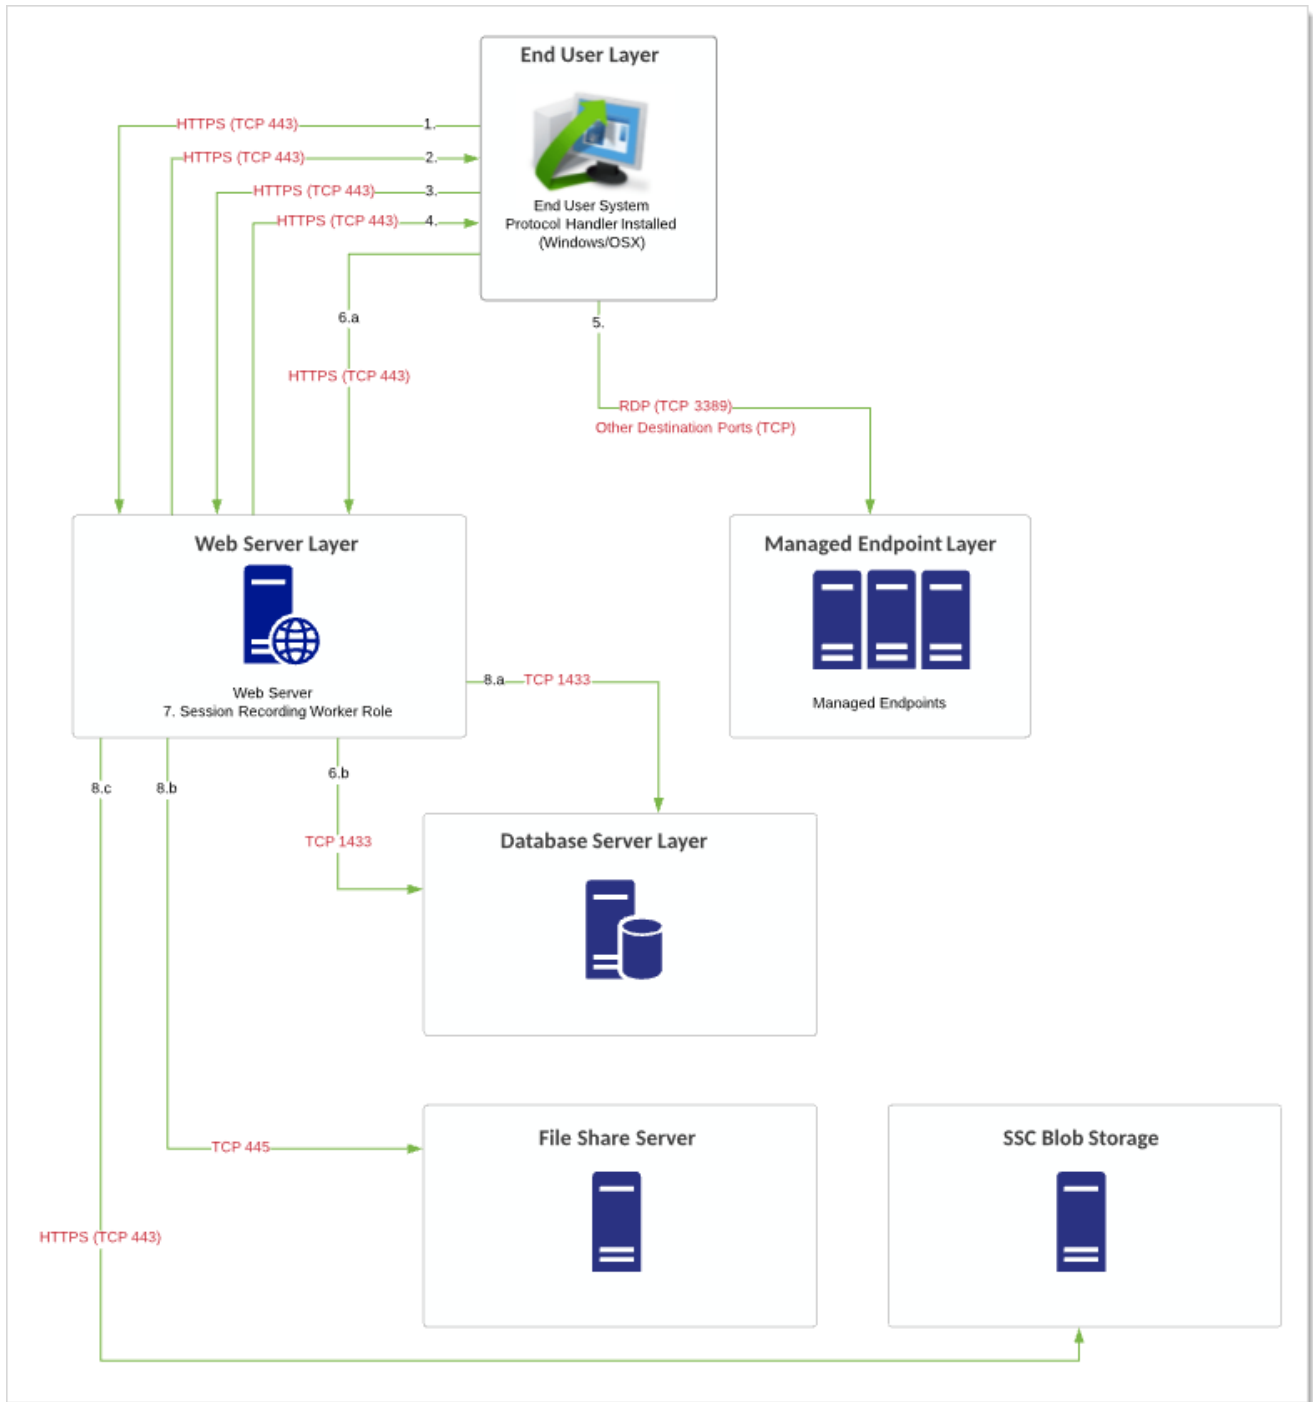 End User Layer
HTTPS (TCP 443)
1.
HTTPS (TCP 443)
2.
HTTPS (TCP 443)
3.
HTTPS (TCP 443)
4.
End User System
Protocol Handler Installed
(Windows/OSX)
6.a
5.
HTTPS (TCP 443)
RDP (TCP 3389)
Other Destination Ports (TCP)
Web Server Layer
Web Server
7. Session Recording Worker Role
Managed Endpoint Layer
Managed Endpoints
8.a
TCP 1433
8.c
8.b
6.b
TCP 1433
Database Server Layer
TCP 445
File Share Server
SSC Blob Storage
HTTPS (TCP 443)